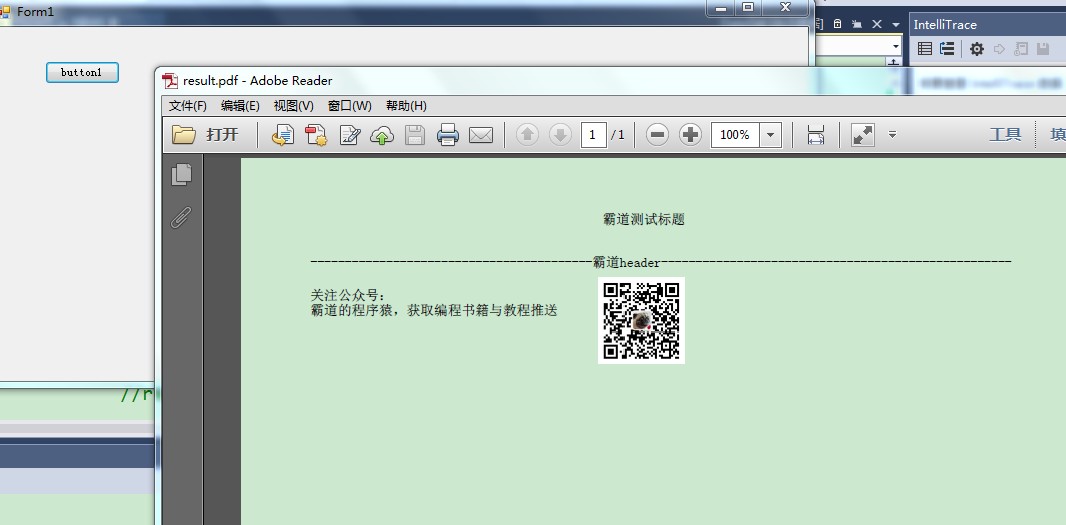 Form1
IntelliTrace
button1
result.pdf - Adobe Reader
文件(F) 编辑(E) 视图(V) 窗口(W) 帮助(H)
打开
1 / 1
100%
工具
霸道测试标题
----------------------------------------霸道header--------------------------------------------------
关注公众号:
霸道的程序猿，获取编程书籍与教程推送
//r